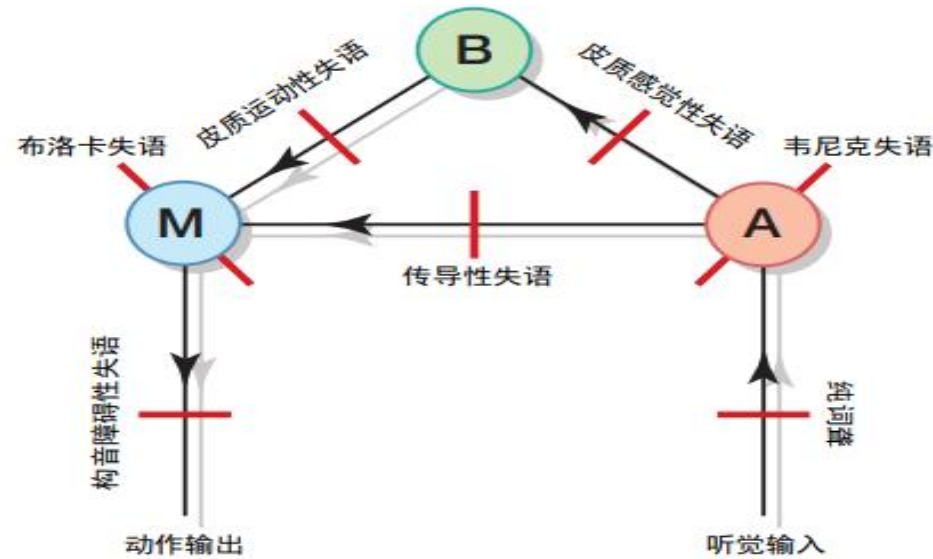 B
皮质运动性失语
皮质感觉性失语
布洛卡失语
韦尼克失语
M
A
传导性失语
构音障碍性失语
纯词聋
动作输出
听觉输入